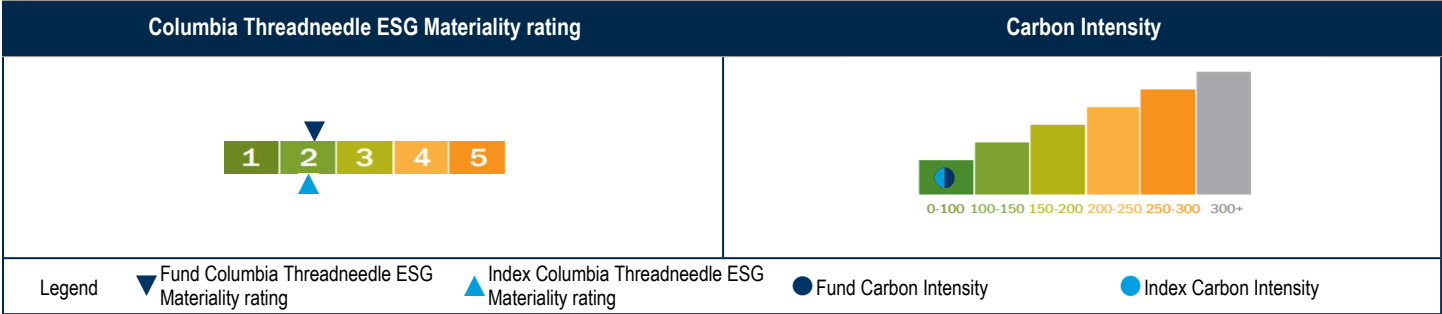 Columbia Threadneedle ESG Materiality rating
Carbon Intensity
1 2 3 4 5
0-100 100-150 150-200 200-250 250-300 300+
Legend
Fund Columbia Threadneedle ESG
Materiality rating
Index Columbia Threadneedle ESG
Materiality rating
Fund Carbon Intensity
Index Carbon Intensity